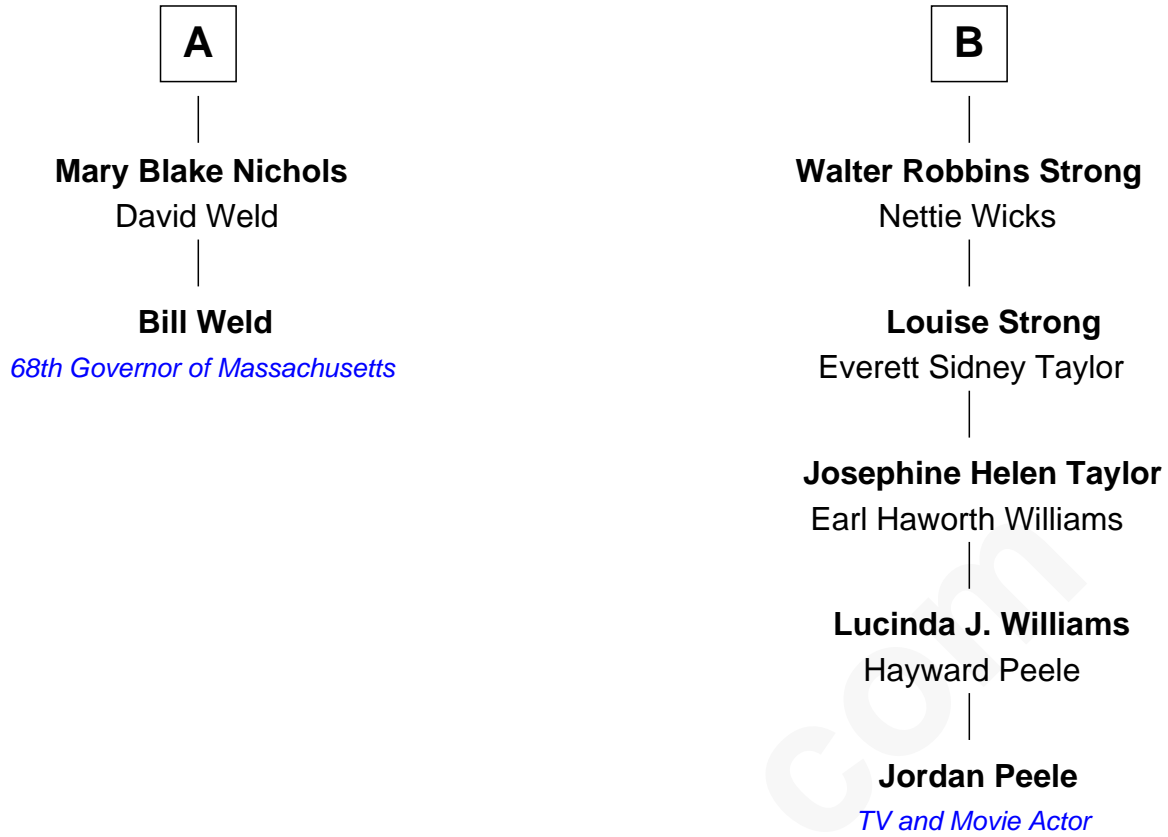 A
Mary Blake Nichols
David Weld
Bill Weld
68th Governor of Massachusetts
B
Walter Robbins Strong
Nettie Wicks
Louise Strong
Everett Sidney Taylor
Josephine Helen Taylor
Earl Haworth Williams
Lucinda J. Williams
Hayward Peele
Jordan Peele
TV and Movie Actor
com